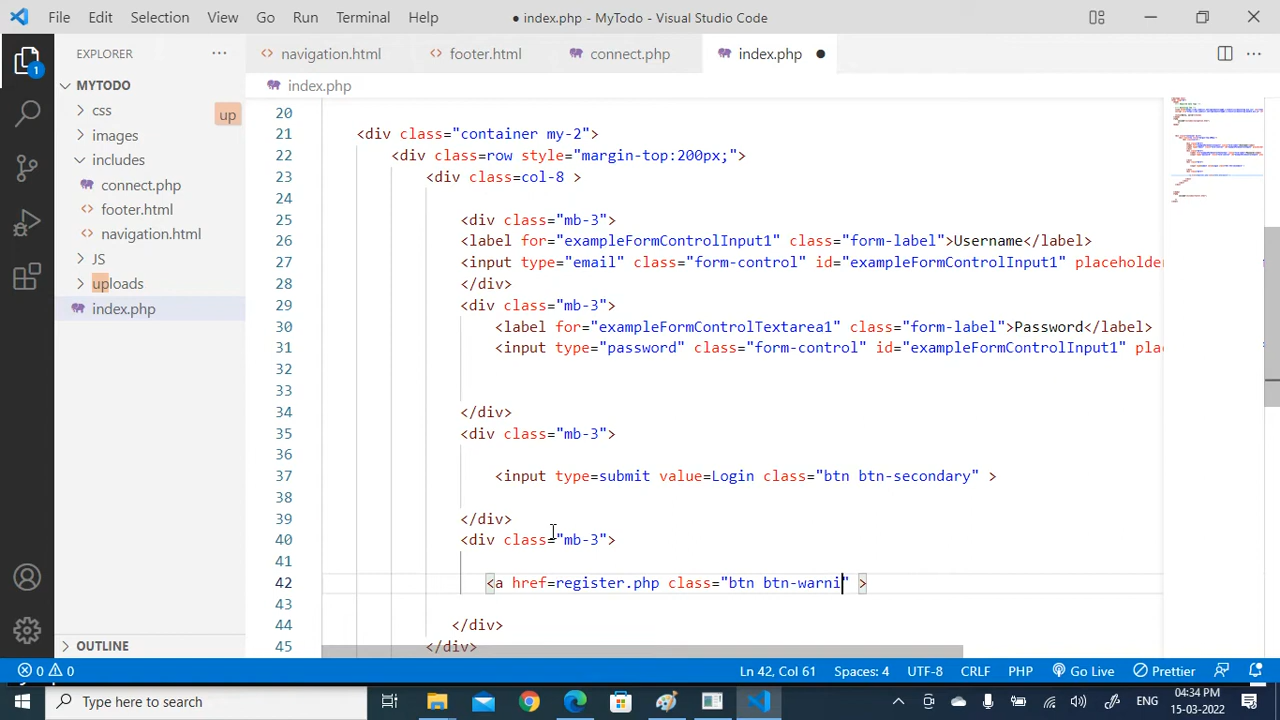 File Edit Selection View Go Run Terminal Help ● index.php - MyTodo - Visual Studio Code
EXPLORER ··· <> navigation.html <> footer.html connect.php index.php ●
MYTODO
index.php
css
up
images
includes
connect.php
footer.html
navigation.html
JS
uploads
index.php
OUTLINE
20
21 <div class="container my-2">
22 <div class=row style="margin-top:200px;">
23 <div class=col-8 >
24
25 <div class="mb-3">
26 <label for="exampleFormControlInput1" class="form-label">Username</label>
27 <input type="email" class="form-control" id="exampleFormControlInput1" placeholder
28 </div>
29 <div class="mb-3">
30 <label for="exampleFormControlTextarea1" class="form-label">Password</label>
31 <input type="password" class="form-control" id="exampleFormControlInput1" pla
32
33
34 </div>
35 <div class="mb-3">
36
37 <input type=submit value=Login class="btn btn-secondary" >
38
39 </div>
40 <div class="mb-3">
41
42 <a href=register.php class="btn btn-warni" >
43
44 </div>
45 </div>
1
0 0 Ln 42, Col 61 Spaces: 4 UTF-8 CRLF PHP Go Live Prettier
Type here to search
ENG
04:34 PM
15-03-2022